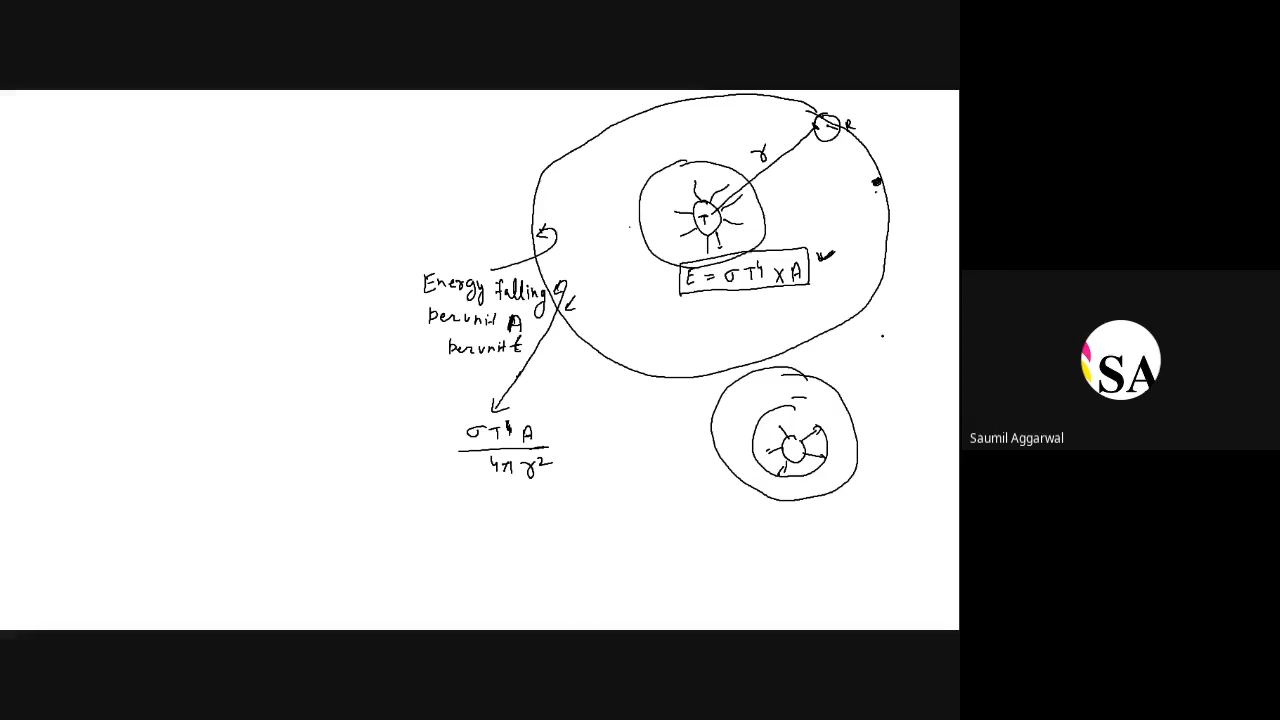 R
r
T
E = σT⁴ × A
Energy falling
per unit A
per unit t
σT⁴A
4πr²
SA
Saumil Aggarwal